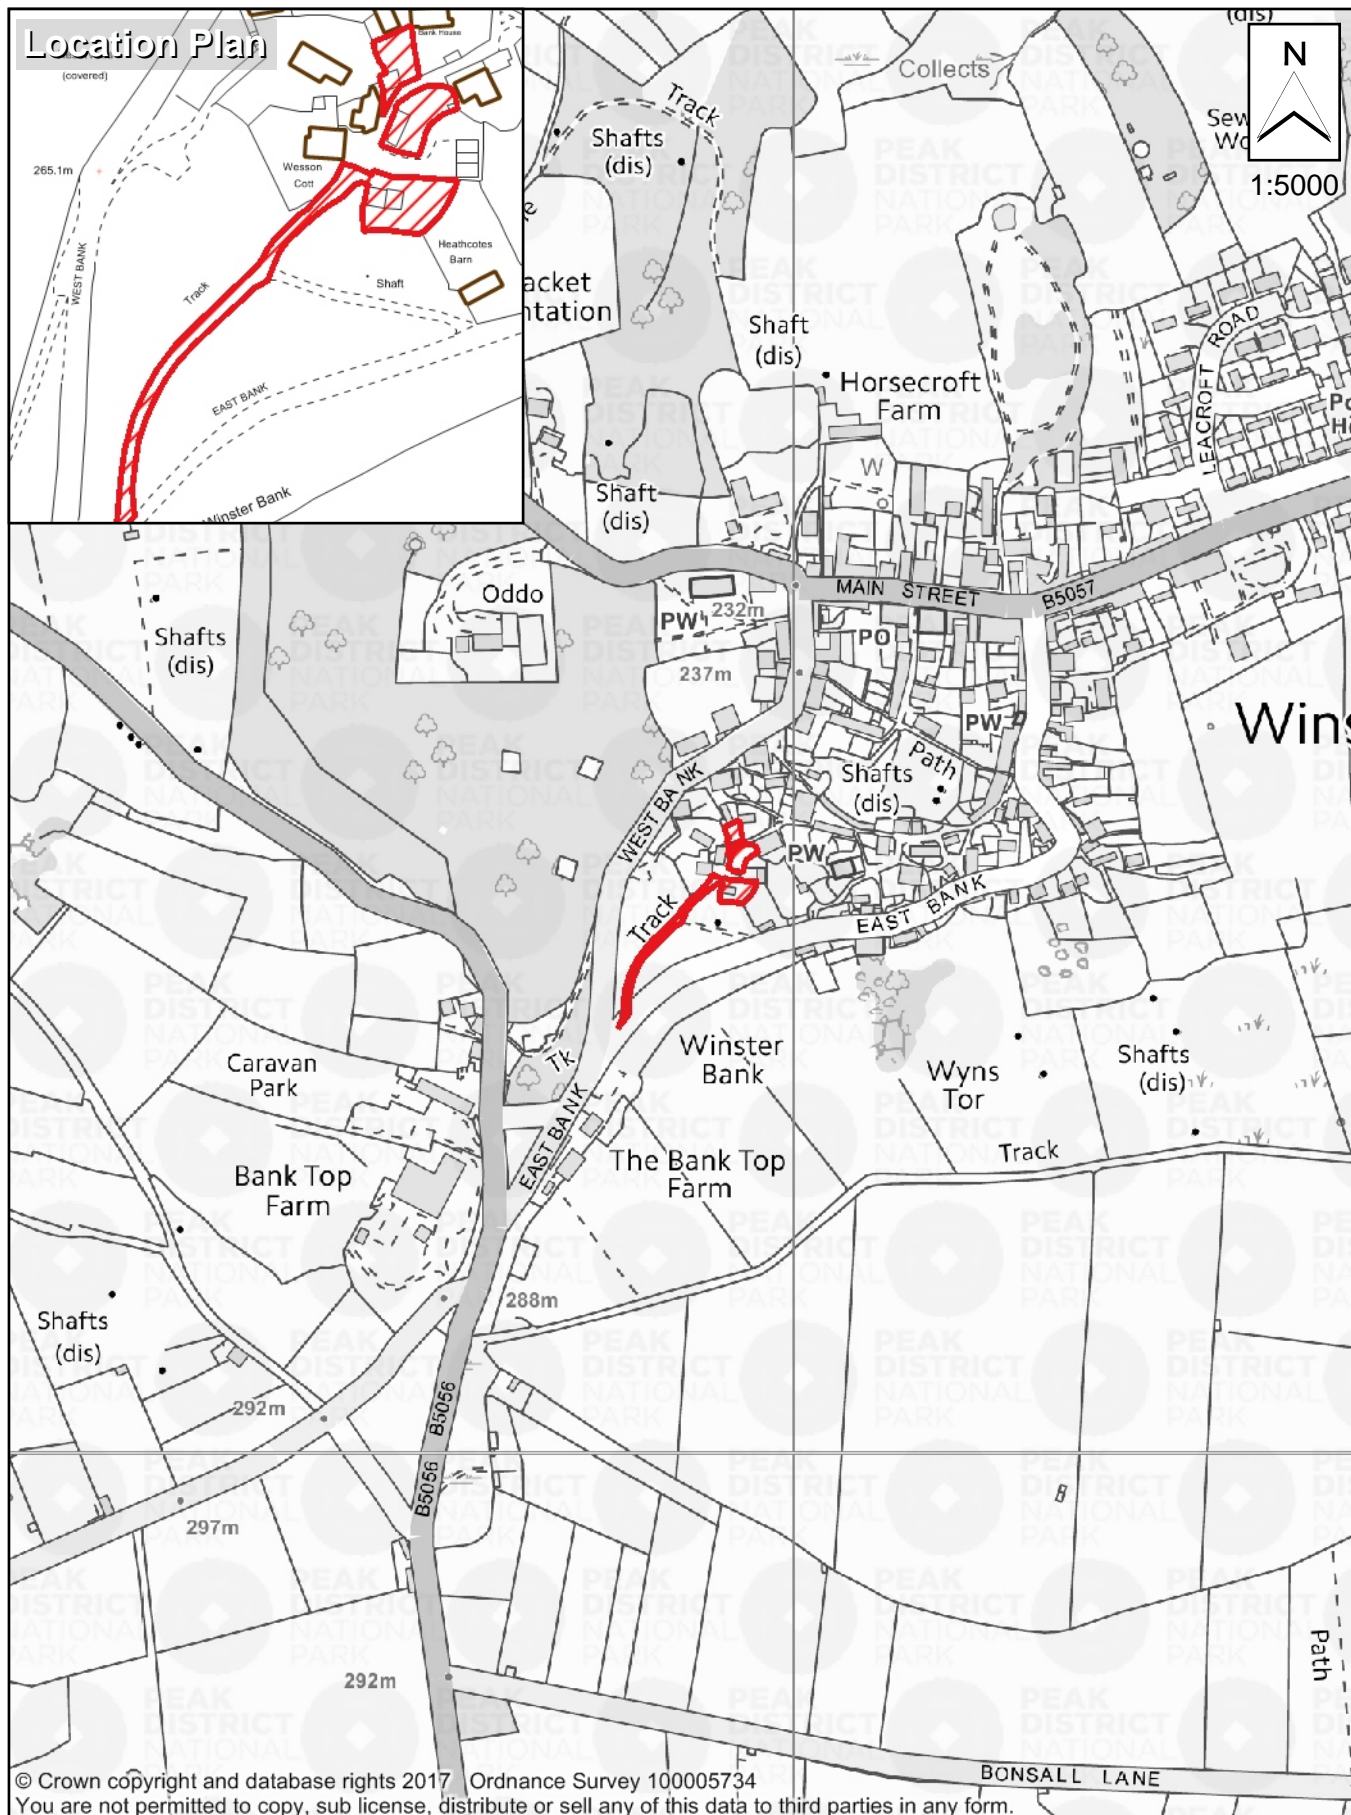 Location Plan
(covered)
265.1m
WEST BANK
Track
EAST BANK
Winster Bank
Bank House
Wesson
Cott
Heathcotes
Barn
Shaft
N
1:5000
(dis)
Collects
Track
Shafts
(dis)
Shaft
(dis)
Horsecroft
Farm
W
LEACROFT ROAD
Shaft
(dis)
MAIN STREET
B5057
Oddo
PW
232m
PO
237m
PW
Shafts
(dis)
Path
Shafts
(dis)
WEST BANK
PW
Track
EAST BANK
Caravan
Park
Tk
Winster
Bank
Wyns
Tor
Shafts
(dis)
EAST BANK
Bank Top
Farm
The Bank Top
Farm
Track
288m
Shafts
(dis)
292m
B5056
B5056
297m
292m
Path
BONSALL LANE
PEAK
DISTRICT
NATIONAL
PARK
© Crown copyright and database rights 2017 Ordnance Survey 100005734
You are not permitted to copy, sub license, distribute or sell any of this data to third parties in any form.